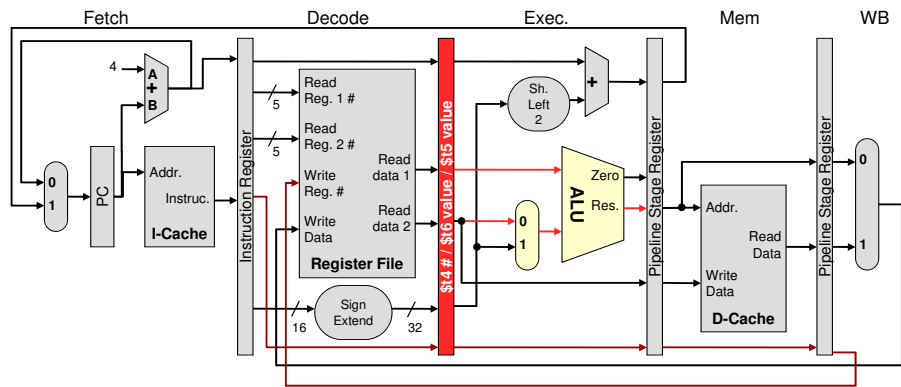 Fetch
Decode
Exec.
Mem
WB
4
A
+
B
0
1
PC
Addr.
Instruc.
I-Cache
Instruction Register
5
5
16
32
Read
Reg. 1 #
Read
Reg. 2 #
Write
Reg. #
Write
Data
Read
data 1
Read
data 2
Register File
Sign
Extend
$t4 # / $t6 value / $t5 value
Sh.
Left
2
+
0
1
ALU
Zero
Res.
Pipeline Stage Register
Addr.
Read
Data
Write
Data
D-Cache
Pipeline Stage Register
0
1